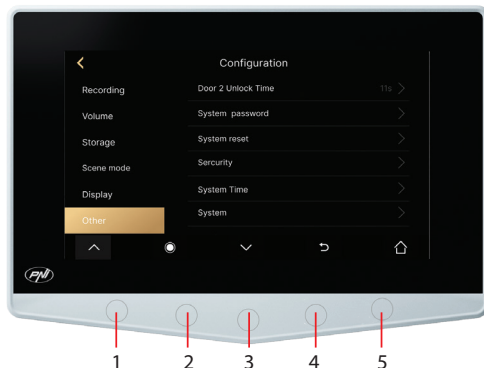 Configuration
Recording
Volume
Storage
Scene mode
Display
Other
Door 2 Unlock Time 11s
System password
System reset
Sercurity
System Time
System
PNI
1 2 3 4 5